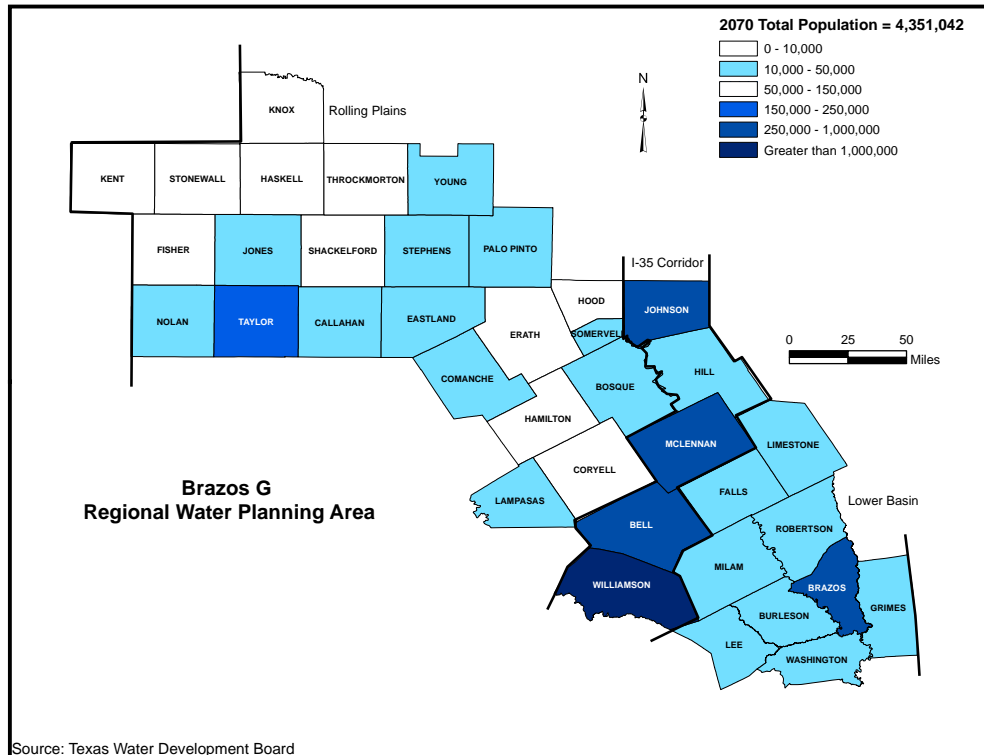 2070 Total Population = 4,351,042
0 - 10,000
10,000 - 50,000
50,000 - 150,000
150,000 - 250,000
250,000 - 1,000,000
Greater than 1,000,000
N
KNOX
Rolling Plains
KENT
STONEWALL
HASKELL
THROCKMORTON
YOUNG
FISHER
JONES
SHACKELFORD
STEPHENS
PALO PINTO
I-35 Corridor
NOLAN
TAYLOR
CALLAHAN
EASTLAND
ERATH
HOOD
SOMERVELL
JOHNSON
0 25 50
Miles
COMANCHE
BOSQUE
HILL
HAMILTON
MCLENNAN
LIMESTONE
CORYELL
LAMPASAS
FALLS
Brazos G
Regional Water Planning Area
Lower Basin
BELL
ROBERTSON
MILAM
WILLIAMSON
BRAZOS
GRIMES
BURLESON
LEE
WASHINGTON
Source: Texas Water Development Board